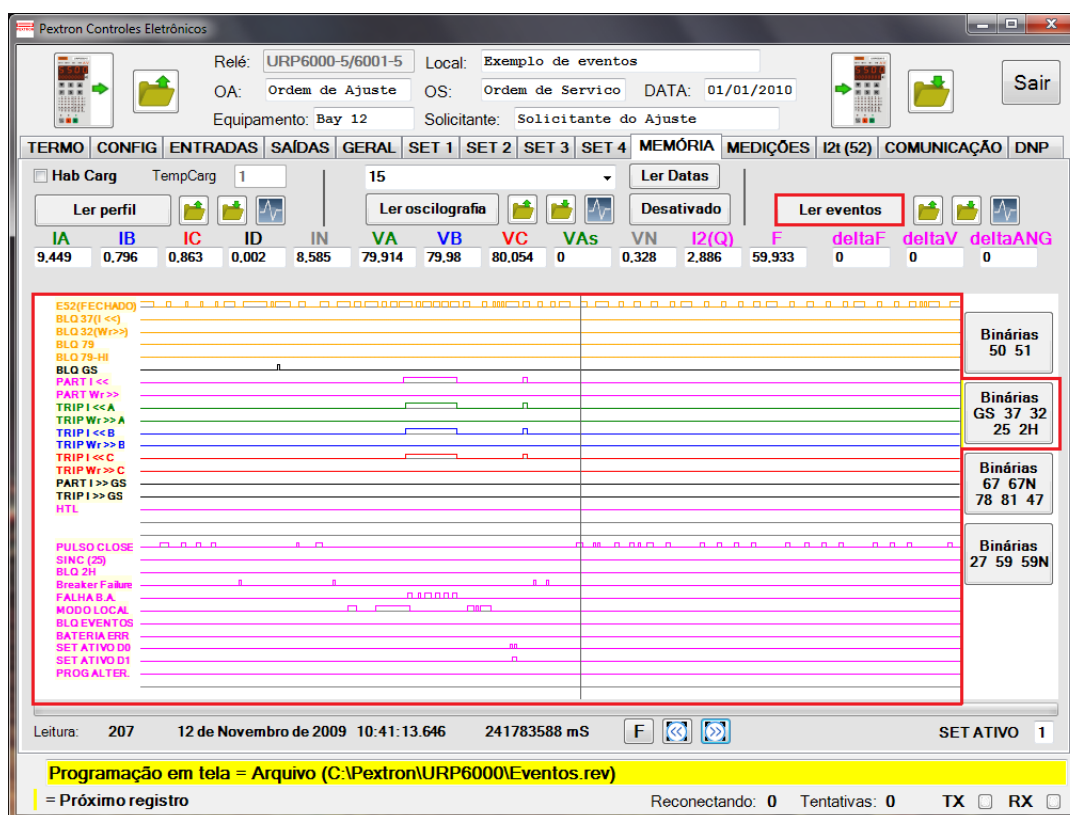 Pextron Controles Eletrônicos
Relé: URP6000-5/6001-5 Local: Exemplo de eventos
OA: Ordem de Ajuste OS: Ordem de Servico DATA: 01/01/2010
Equipamento: Bay 12 Solicitante: Solicitante do Ajuste
Sair
TERMO CONFIG ENTRADAS SAÍDAS GERAL SET 1 SET 2 SET 3 SET 4 MEMÓRIA MEDIÇÕES I2t (52) COMUNICAÇÃO DNP
Hab Carg TempCarg 1 15 Ler Datas
Ler perfil Ler oscilografia Desativado Ler eventos
IA IB IC ID IN VA VB VC VAs VN I2(Q) F deltaF deltaV deltaANG
9,449 0,796 0,863 0,002 8,585 79,914 79,98 80,054 0 0,328 2,886 59,933 0 0 0
E52(FECHADO)
BLQ 37(I <<)
BLQ 32(Wr>>)
BLQ 79
BLQ 79-HI
BLQ GS
PART I <<
PART Wr >>
TRIP I << A
TRIP Wr >> A
TRIP I << B
TRIP Wr >> B
TRIP I << C
TRIP Wr >> C
PART I >> GS
TRIP I >> GS
HTL
PULSO CLOSE
SINC (25)
BLQ 2H
Breaker Failure
FALHA B.A.
MODO LOCAL
BLQ EVENTOS
BATERIA ERR
SET ATIVO D0
SET ATIVO D1
PROG ALTER.
Binárias
50 51
Binárias
GS 37 32
25 2H
Binárias
67 67N
78 81 47
Binárias
27 59 59N
Leitura: 207 12 de Novembro de 2009 10:41:13.646 241783588 mS F SET ATIVO 1
Programação em tela = Arquivo (C:\Pextron\URP6000\Eventos.rev)
= Próximo registro Reconectando: 0 Tentativas: 0 TX RX